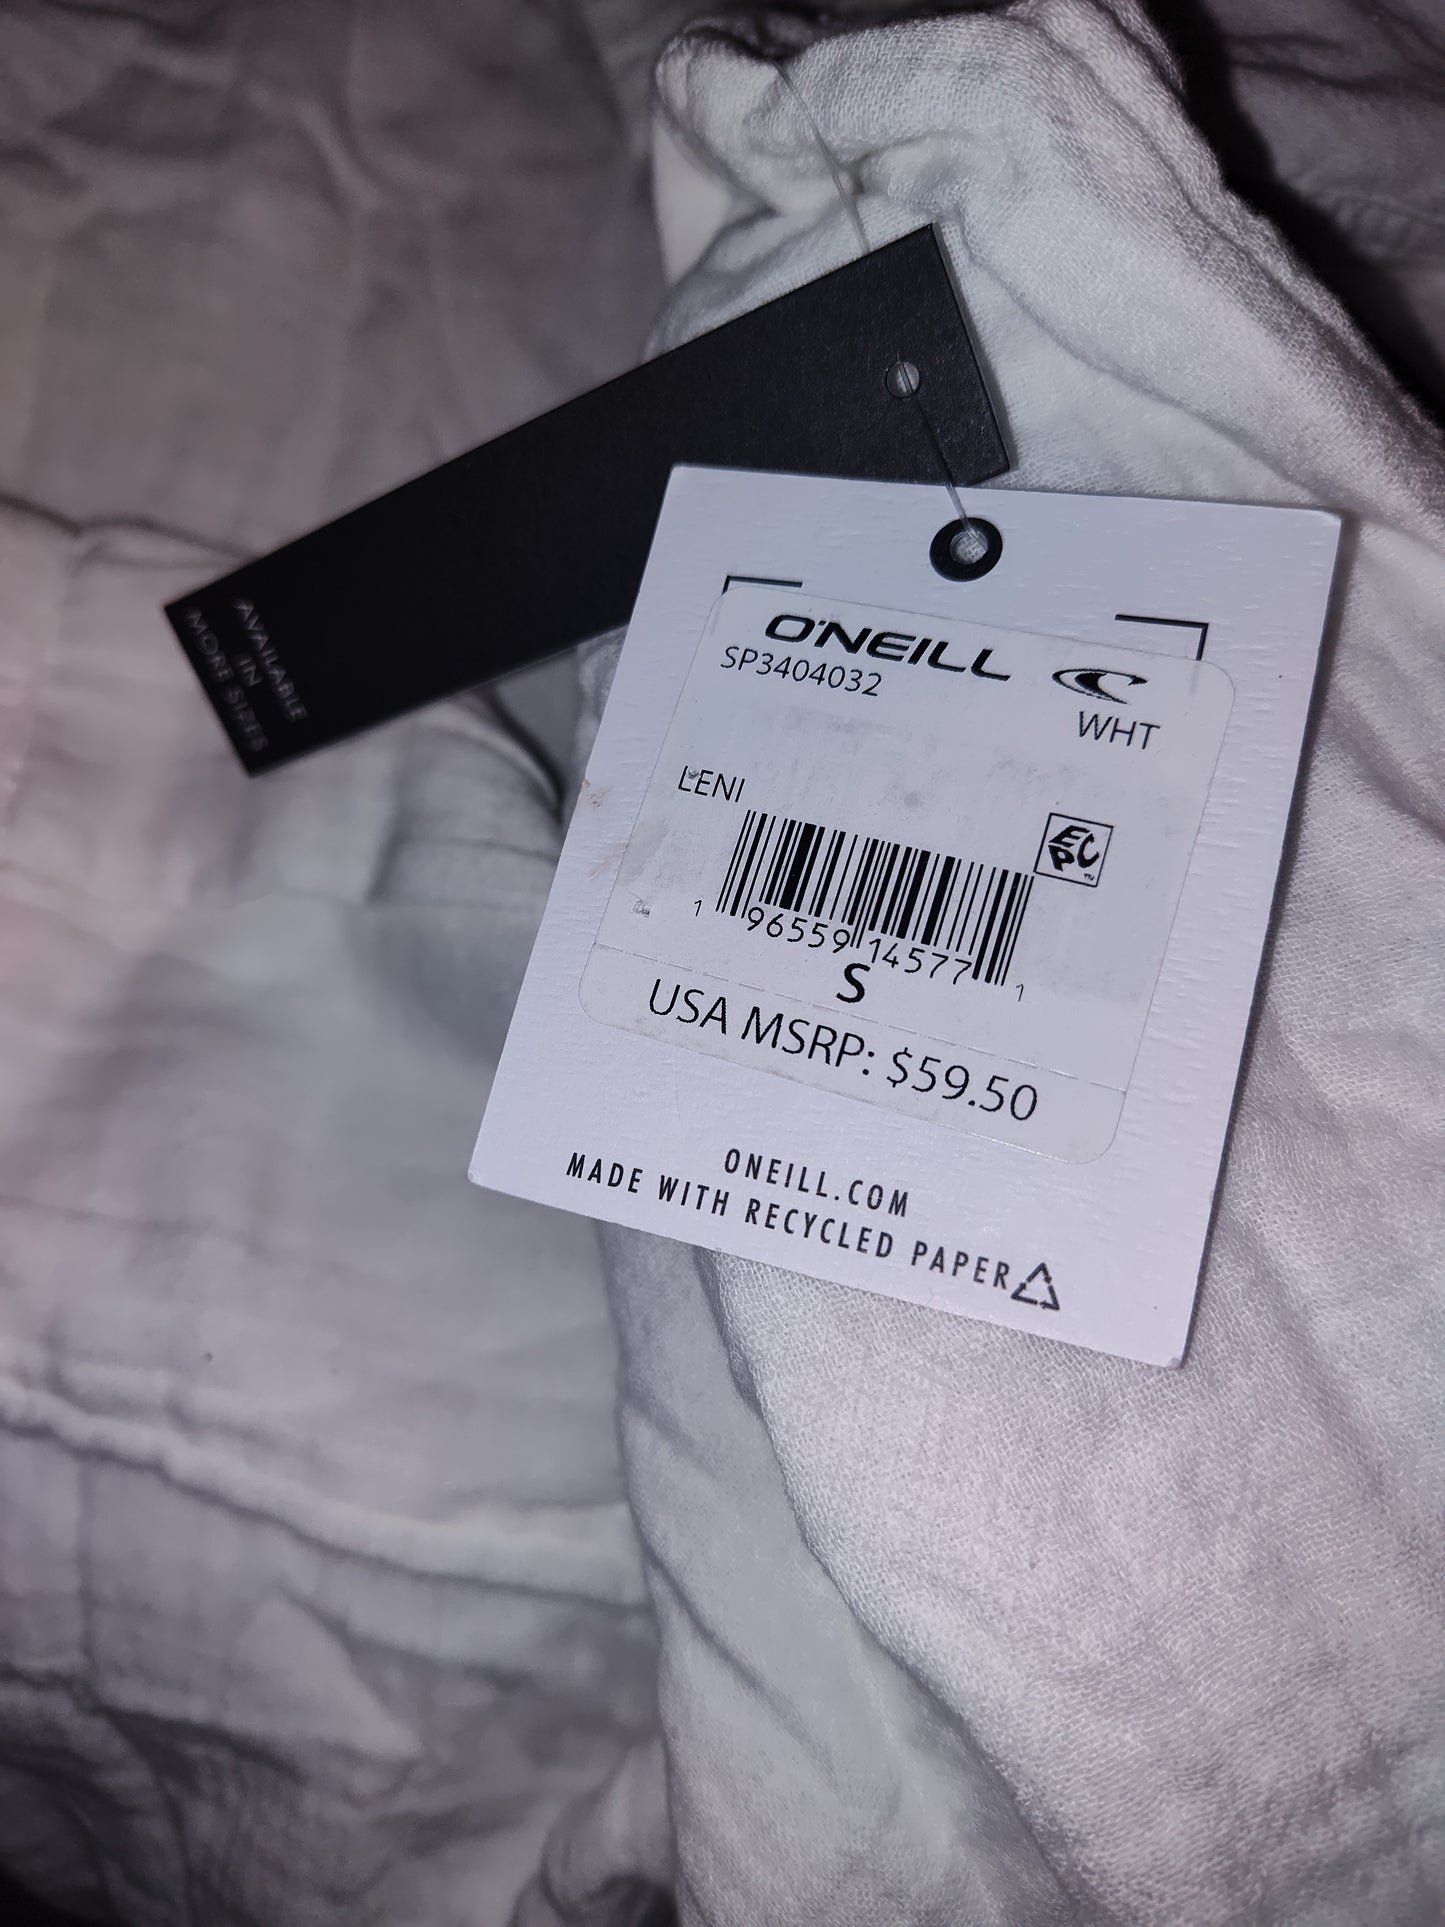 AVAILABLE
IN
MORE SIZES
O'NEILL
SP3404032
WHT
LENI
ECPC™
1 96559 14577 1
S
USA MSRP: $59.50
ONEILL.COM
MADE WITH RECYCLED PAPER